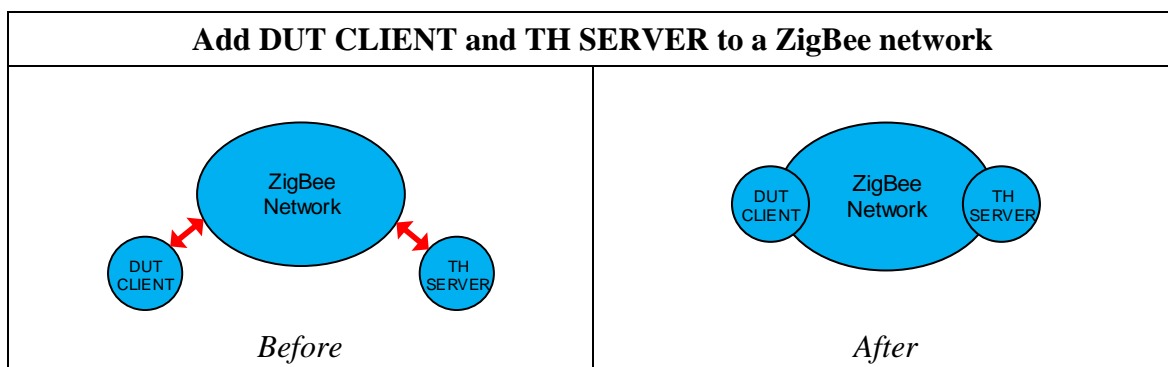 Add DUT CLIENT and TH SERVER to a ZigBee network
ZigBee
Network
DUT
CLIENT
TH
SERVER
Before
DUT
CLIENT
ZigBee
Network
TH
SERVER
After